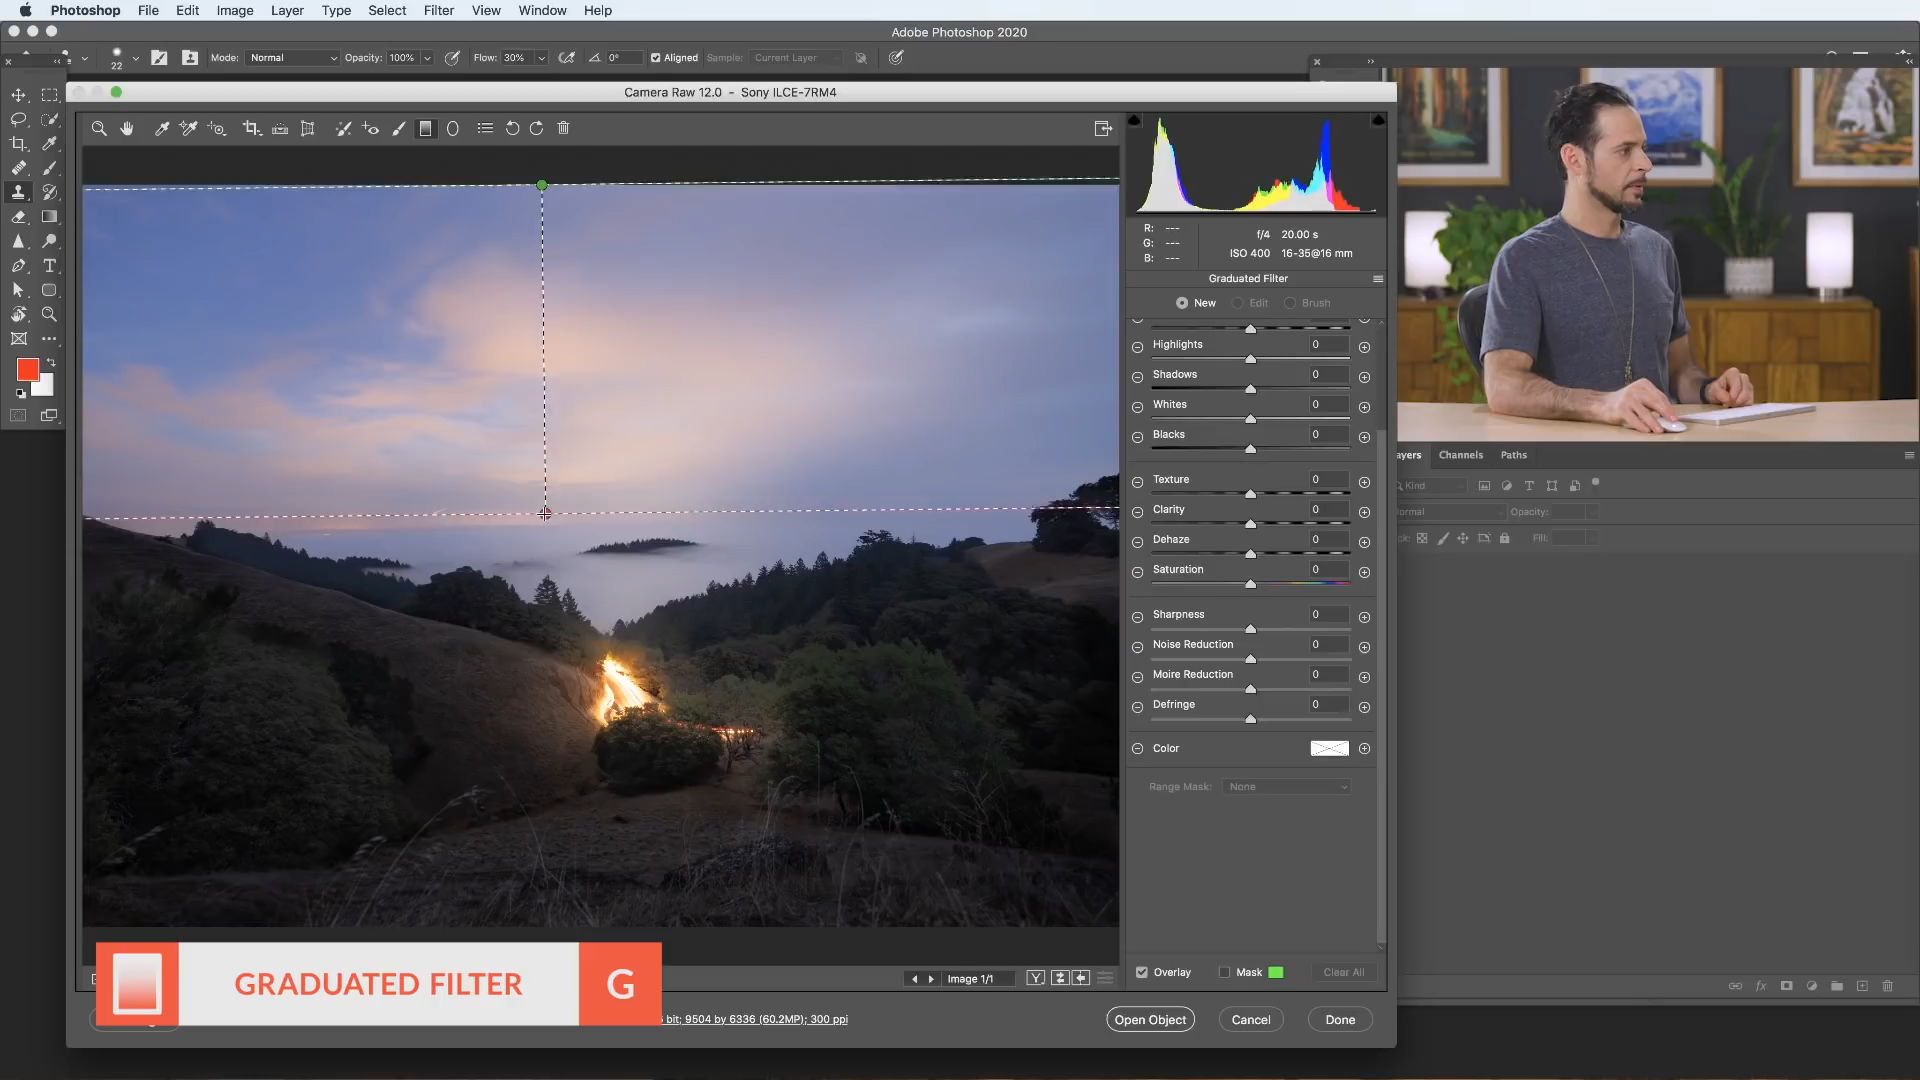 Photoshop File Edit Image Layer Type Select Filter View Window Help
Adobe Photoshop 2020
22 Mode: Normal Opacity: 100% Flow: 30% 0° Aligned Sample: Current Layer
Camera Raw 12.0 - Sony ILCE-7RM4
R: ---
G: ---
B: ---
f/4 20.00 s
ISO 400 16-35@16 mm
Graduated Filter
New Edit Brush
Highlights 0
Shadows 0
Whites 0
Blacks 0
Texture 0
Clarity 0
Dehaze 0
Saturation 0
Sharpness 0
Noise Reduction 0
Moire Reduction 0
Defringe 0
Color
Range Mask: None
Overlay Mask Clear All
ayers Channels Paths
Kind
ormal Opacity:
ck: Fill:
Image 1/1
Y
GRADUATED FILTER G
bit; 9504 by 6336 (60.2MP); 300 ppi
Open Object Cancel Done